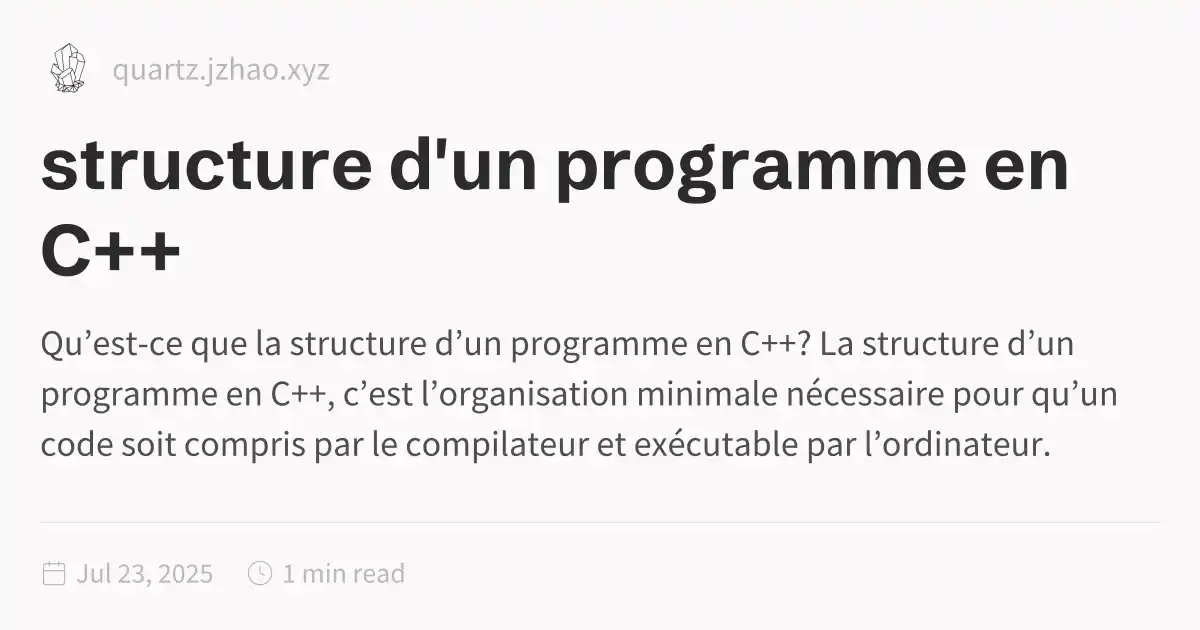 quartz.jzhao.xyz
structure d'un programme en
C++
Qu’est-ce que la structure d’un programme en C++? La structure d’un
programme en C++, c’est l’organisation minimale nécessaire pour qu’un
code soit compris par le compilateur et exécutable par l’ordinateur.
Jul 23, 2025 1 min read